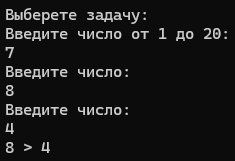 Выберете задачу:
Введите число от 1 до 20:
7
Введите число:
8
Введите число:
4
8 > 4